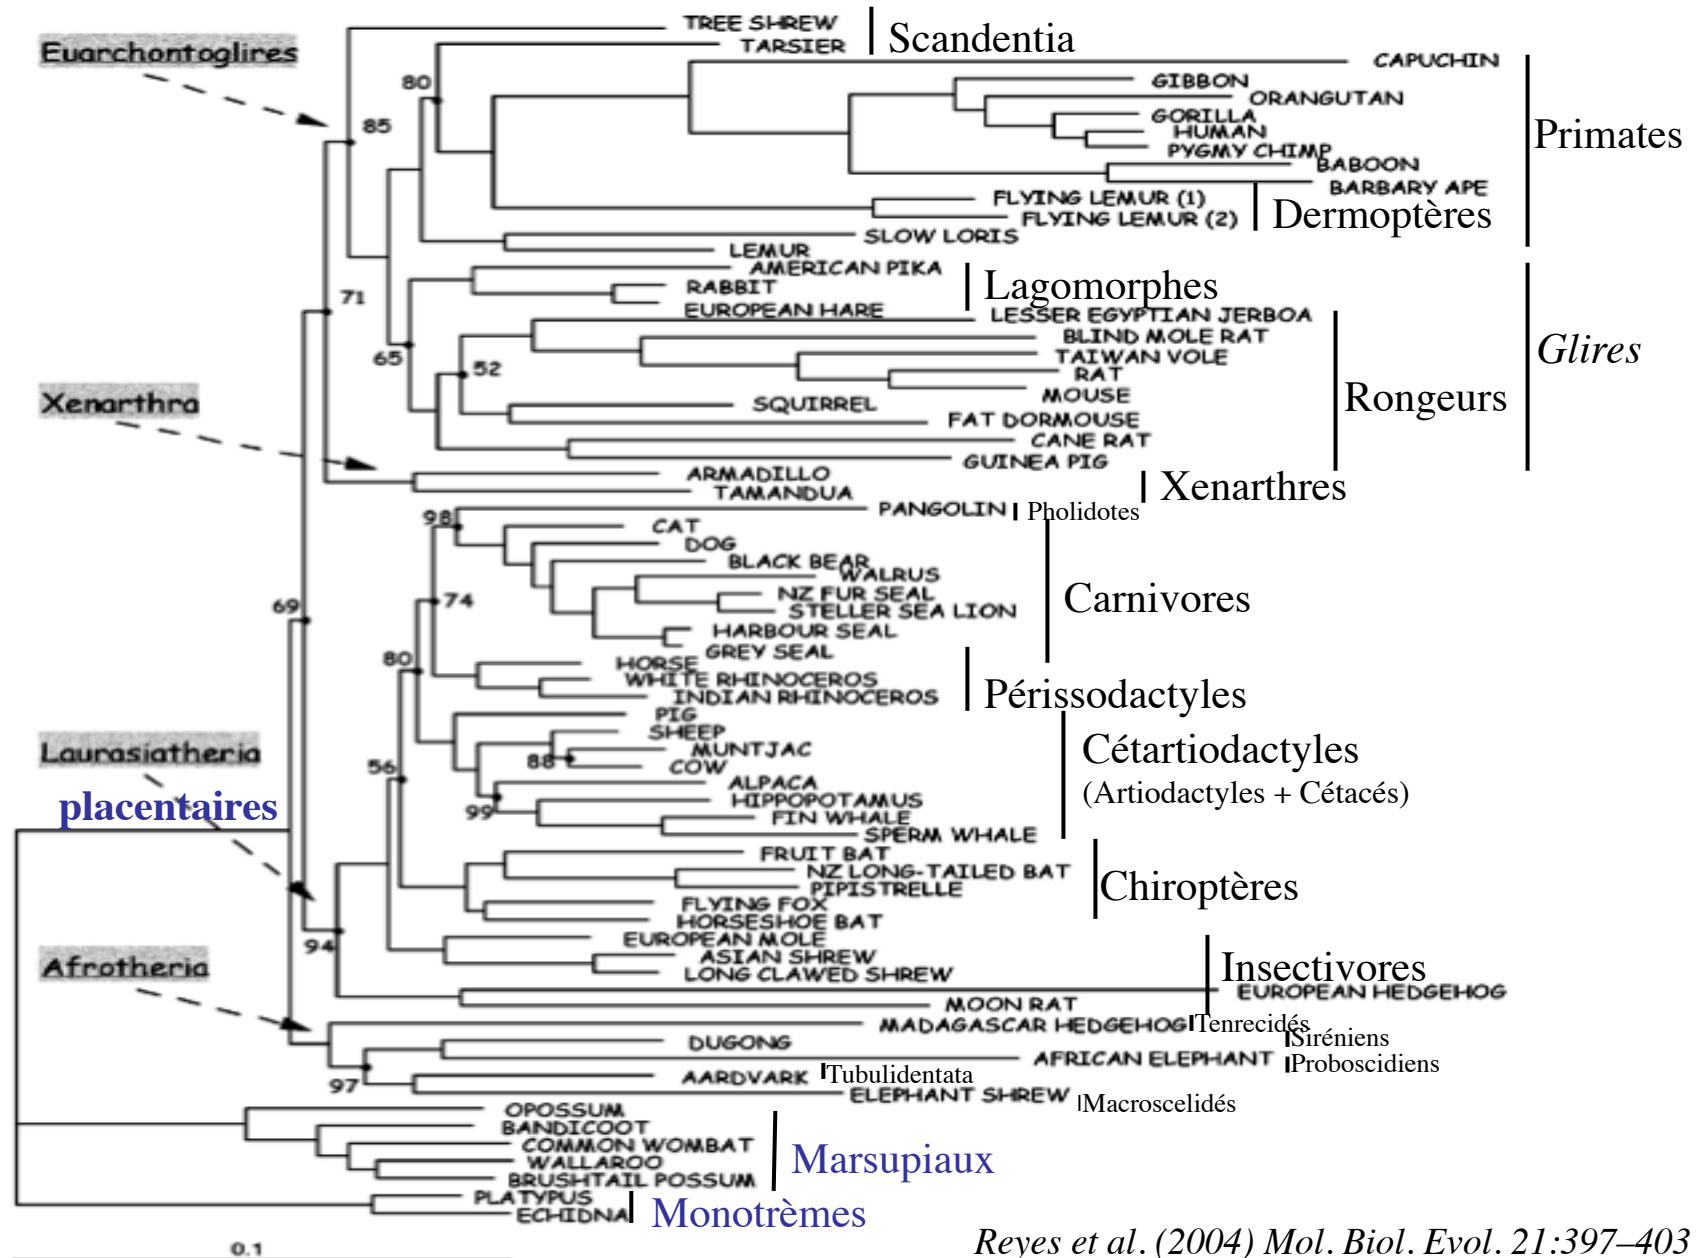 TREE SHREW
Scandentia
TARSIER
Euarchontoglires
CAPUCHIN
80
GIBBON
ORANGUTAN
GORILLA
85
HUMAN
Primates
PYGMY CHIMP
BABOON
BARBARY APE
FLYING LEMUR (1)
FLYING LEMUR (2)
Dermoptères
SLOW LORIS
LEMUR
AMERICAN PIKA
RABBIT
Lagomorphes
71
EUROPEAN HARE
LESSER EGYPTIAN JERBOA
BLIND MOLE RAT
Glires
65
TAIWAN VOLE
52
RAT
MOUSE
Rongeurs
Xenarthra
SQUIRREL
FAT DORMOUSE
CANE RAT
GUINEA PIG
ARMADILLO
Xenarthres
TAMANDUA
PANGOLIN
Pholidotes
98
CAT
DOG
BLACK BEAR
WALRUS
NZ FUR SEAL
Carnivores
74
69
STELLER SEA LION
HARBOUR SEAL
GREY SEAL
80
HORSE
WHITE RHINOCEROS
INDIAN RHINOCEROS
Périssodactyles
PIG
SHEEP
Laurasiatheria
MUNTJAC
Cétartiodactyles
88
56
COW
ALPACA
(Artiodactyles + Cétacés)
placentaires
HIPPOPOTAMUS
99
FIN WHALE
SPERM WHALE
FRUIT BAT
NZ LONG-TAILED BAT
Chiroptères
PIPISTRELLE
FLYING FOX
HORSESHOE BAT
94
EUROPEAN MOLE
ASIAN SHREW
Afrotheria
LONG CLAWED SHREW
Insectivores
EUROPEAN HEDGEHOG
MOON RAT
MADAGASCAR HEDGEHOG
Tenrecidés
DUGONG
Siréniens
AFRICAN ELEPHANT
Proboscidiens
97
AARDVARK
Tubulidentata
ELEPHANT SHREW
Macroscelidés
OPOSSUM
BANDICOOT
COMMON WOMBAT
WALLAROO
Marsupiaux
BRUSHTAIL POSSUM
PLATYPUS
ECHIDNA
Monotrèmes
0.1
Reyes et al. (2004) Mol. Biol. Evol. 21:397–403